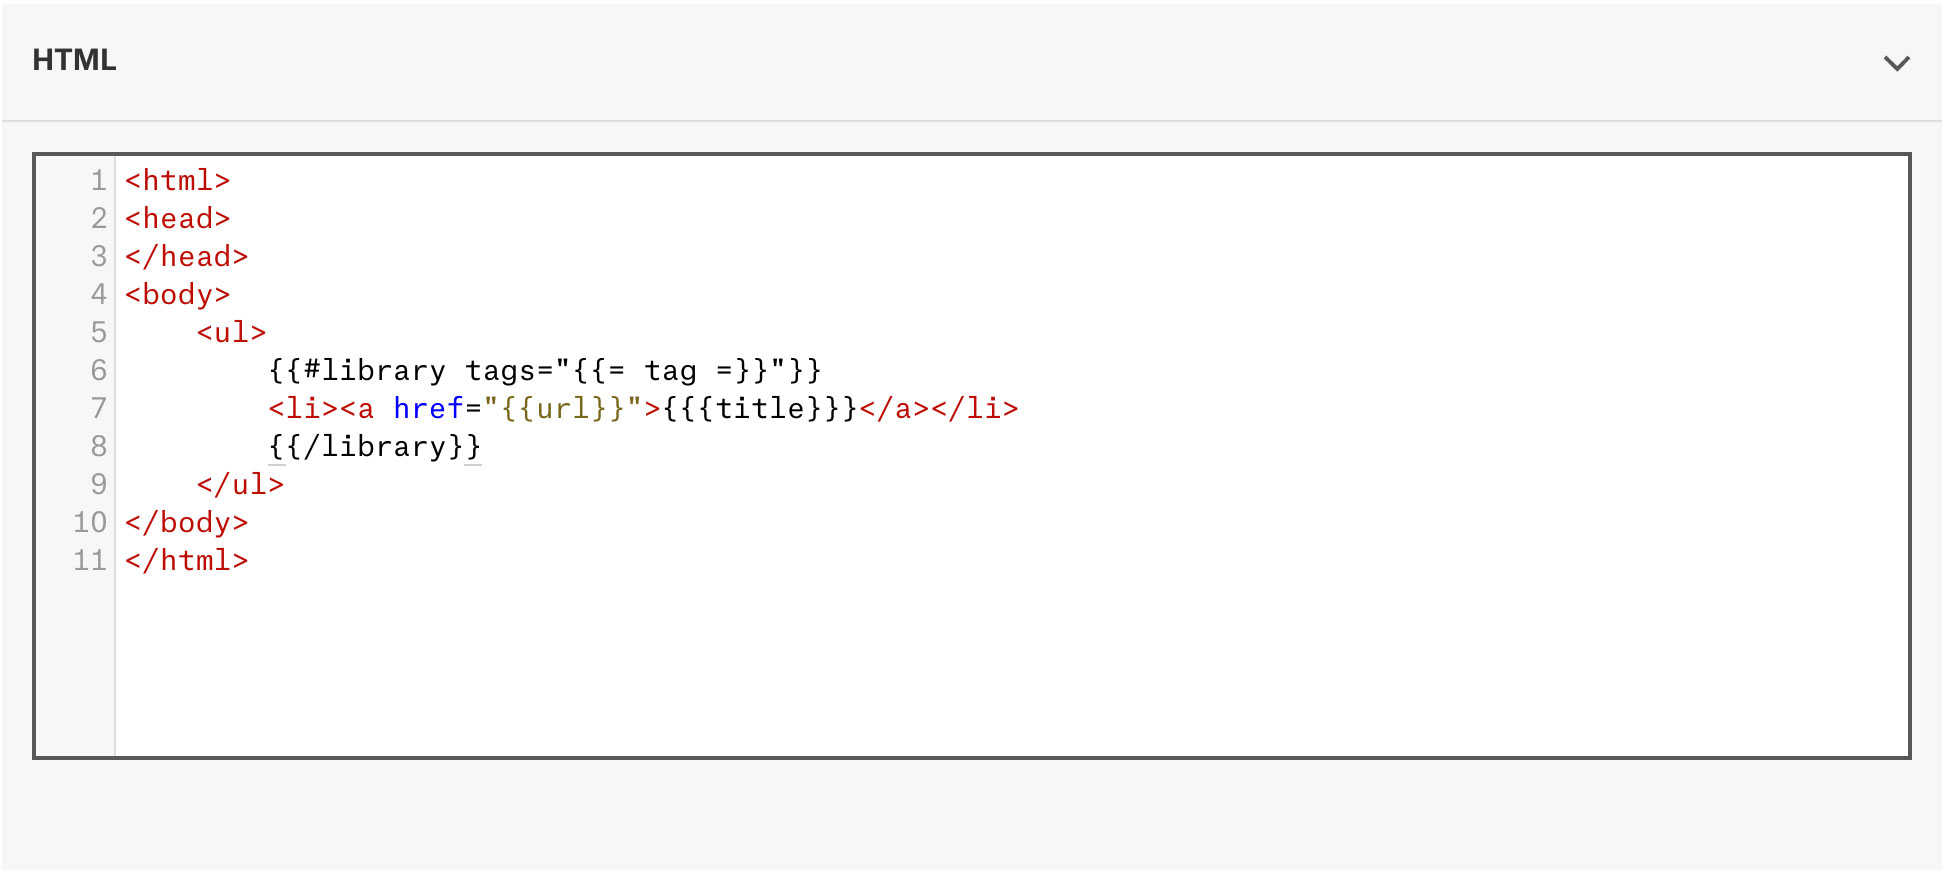 HTML
1 <html>
2 <head>
3 </head>
4 <body>
5     <ul>
6         {{#library tags="{{= tag =}}"}}
7         <li><a href="{{url}}">{{{title}}}</a></li>
8         {{/library}}
9     </ul>
10 </body>
11 </html>